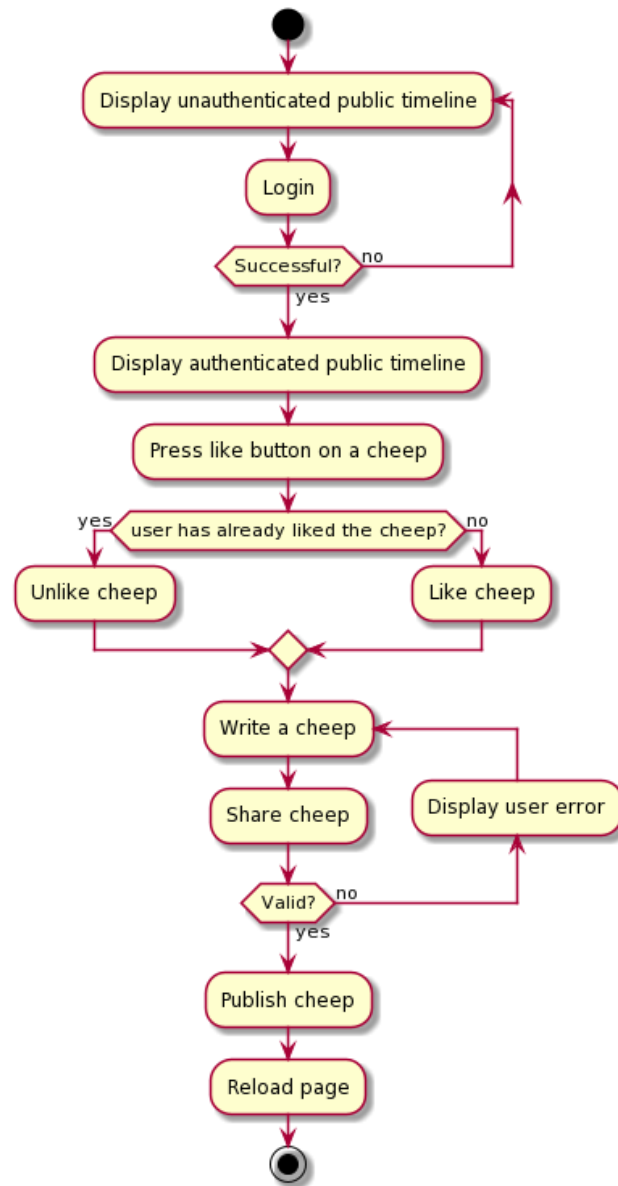 Display unauthenticated public timeline
Login
Successful?
no
yes
Display authenticated public timeline
Press like button on a cheep
yes
user has already liked the cheep?
no
Unlike cheep
Like cheep
Write a cheep
Share cheep
Display user error
Valid?
no
yes
Publish cheep
Reload page